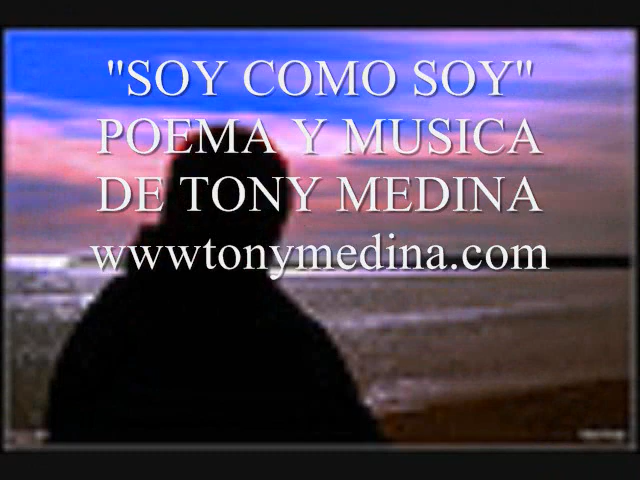 "SOY COMO SOY"
POEMA Y MUSICA
DE TONY MEDINA
wwwtonymedina.com